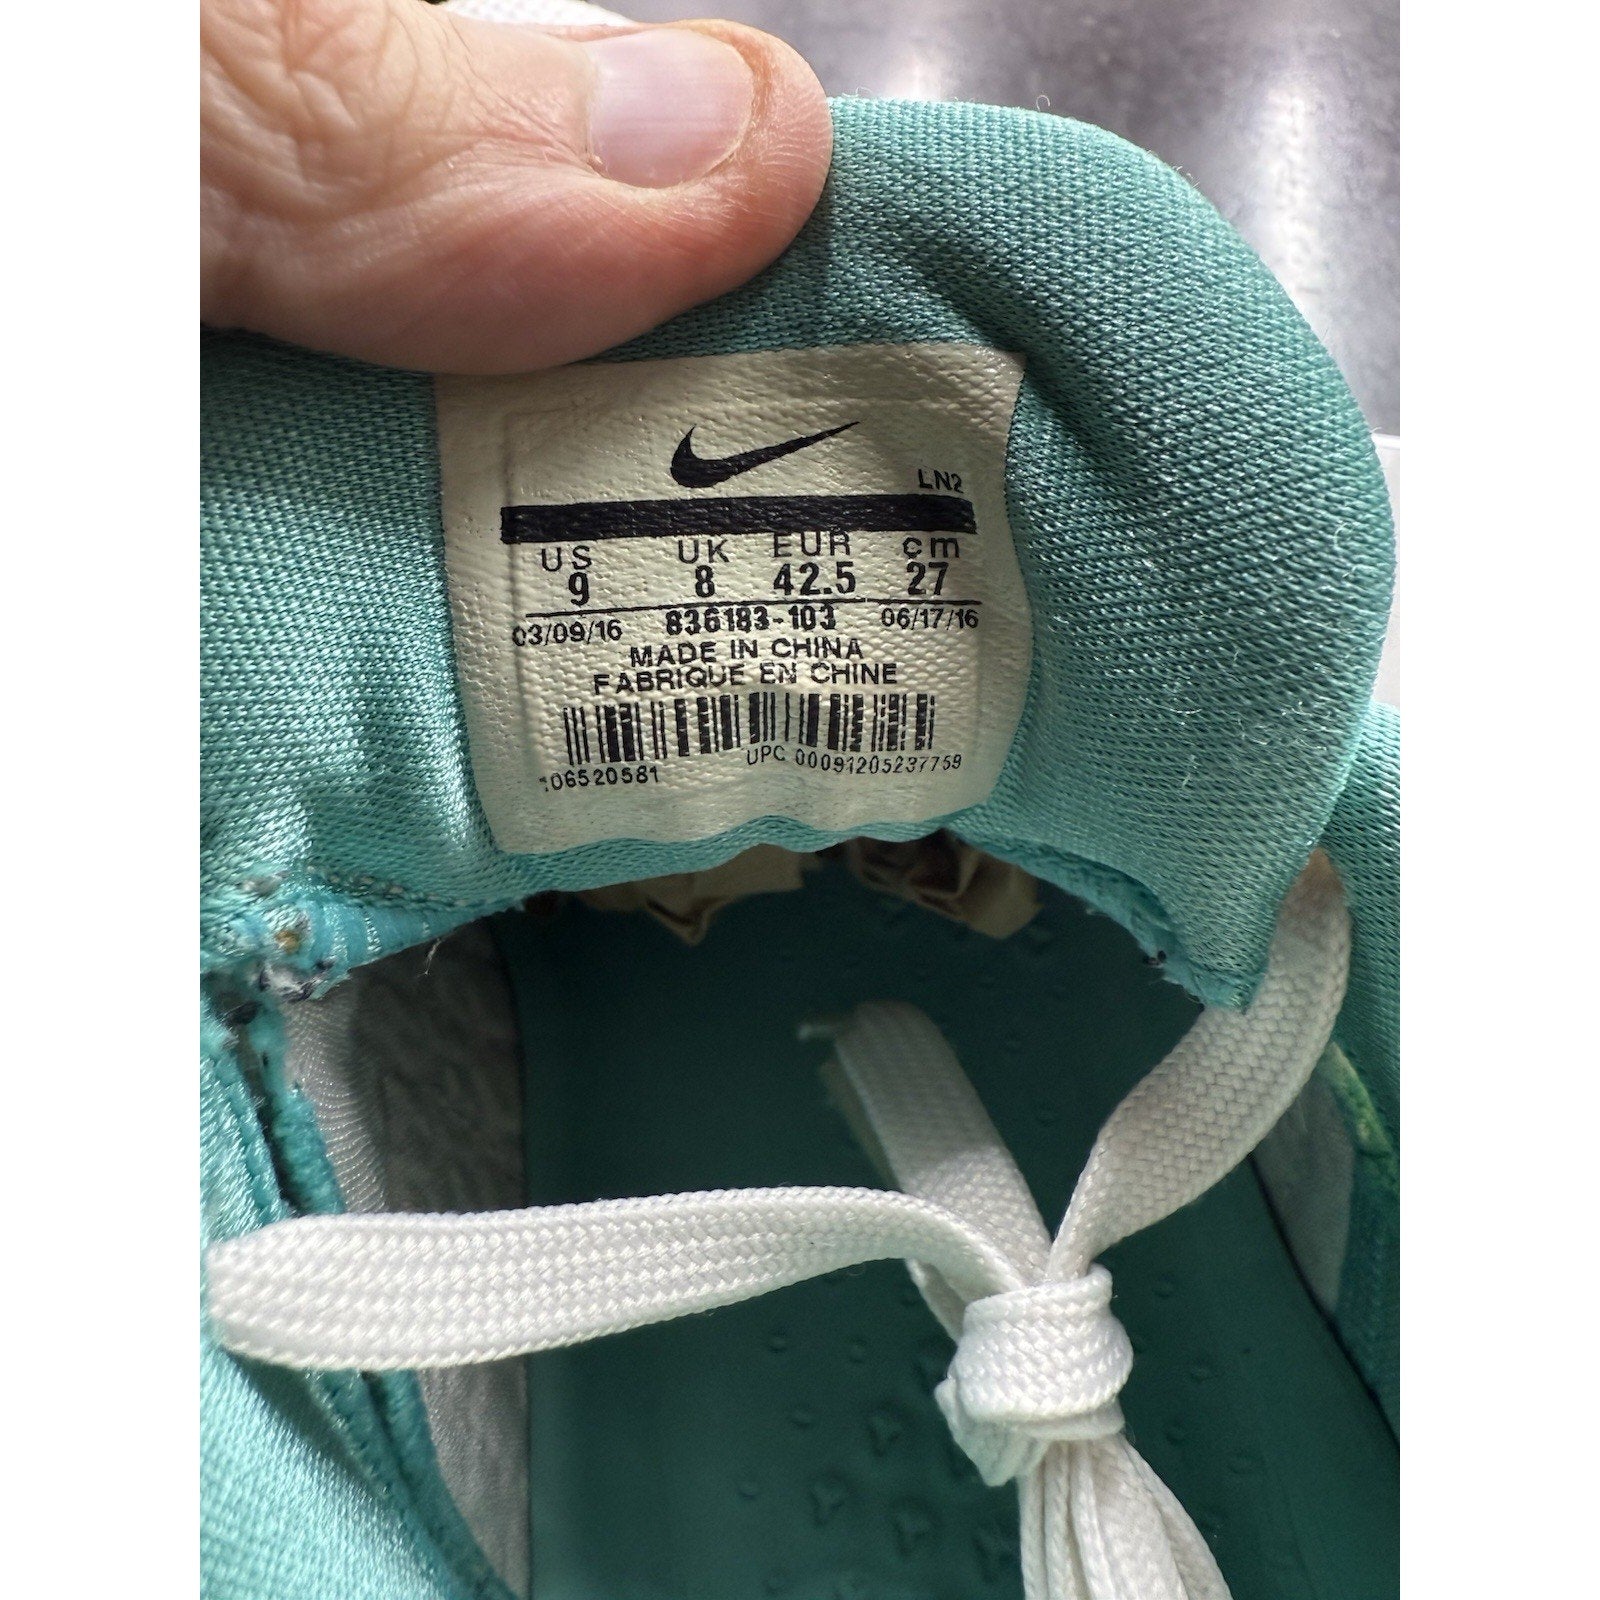 LN2
US UK EUR cm
9 8 42.5 27
03/09/16 836183-103 06/17/16
MADE IN CHINA
FABRIQUE EN CHINE
106520581 UPC 00091205237759